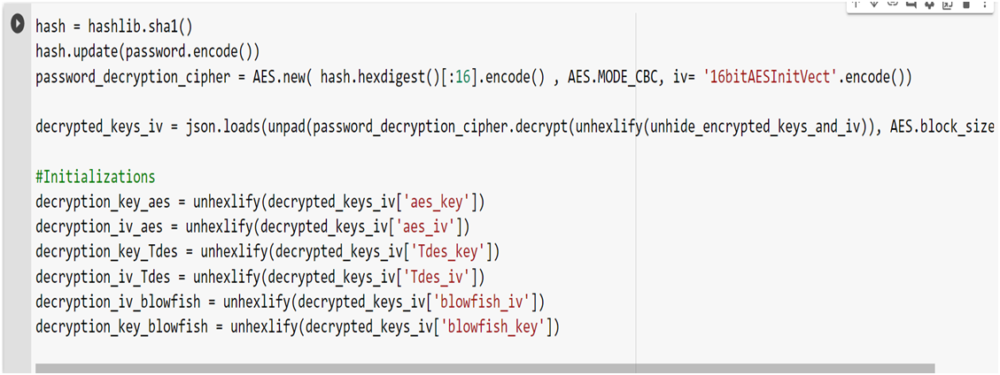 hash = hashlib.sha1()
hash.update(password.encode())
password_decryption_cipher = AES.new( hash.hexdigest()[:16].encode() , AES.MODE_CBC, iv= '16bitAESInitVect'.encode())
decrypted_keys_iv = json.loads(unpad(password_decryption_cipher.decrypt(unhexlify(unhide_encrypted_keys_and_iv)), AES.block_size
#Initializations
decryption_key_aes = unhexlify(decrypted_keys_iv['aes_key'])
decryption_iv_aes = unhexlify(decrypted_keys_iv['aes_iv'])
decryption_key_Tdes = unhexlify(decrypted_keys_iv['Tdes_key'])
decryption_iv_Tdes = unhexlify(decrypted_keys_iv['Tdes_iv'])
decryption_iv_blowfish = unhexlify(decrypted_keys_iv['blowfish_iv'])
decryption_key_blowfish = unhexlify(decrypted_keys_iv['blowfish_key'])